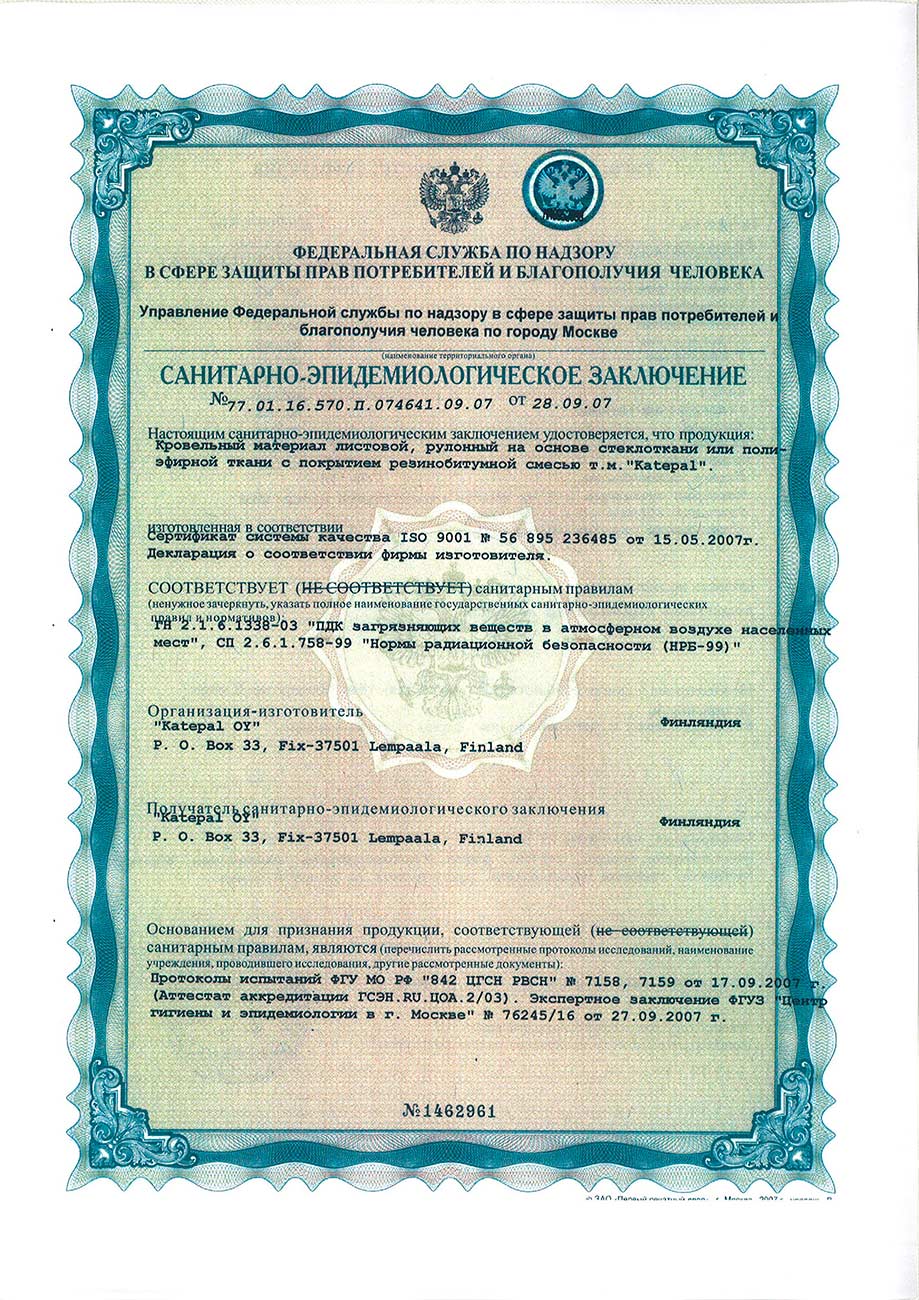 ФЕДЕРАЛЬНАЯ СЛУЖБА ПО НАДЗОРУ
В СФЕРЕ ЗАЩИТЫ ПРАВ ПОТРЕБИТЕЛЕЙ И БЛАГОПОЛУЧИЯ ЧЕЛОВЕКА
Управление Федеральной службы по надзору в сфере защиты прав потребителей и
благополучия человека по городу Москве
(наименование территориального органа)
САНИТАРНО-ЭПИДЕМИОЛОГИЧЕСКОЕ ЗАКЛЮЧЕНИЕ
№77.01.16.570.П.074641.09.07 от 28.09.07
Настоящим санитарно-эпидемиологическим заключением удостоверяется, что продукция:
Кровельный материал листовой, рулонный на основе стеклоткани или поли-
эфирной ткани с покрытием резинобитумной смесью т.м."Katepal".
изготовленная в соответствии
Сертификат системы качества ISO 9001 № 56 895 236485 от 15.05.2007г.
Декларация о соответствии фирмы изготовителя.
СООТВЕТСТВУЕТ (НЕ СООТВЕТСТВУЕТ) санитарным правилам
(ненужное зачеркнуть, указать полное наименование государственных санитарно-эпидемиологических
правил и нормативов):
ГН 2.1.6.1338-03 "ПДК загрязняющих веществ в атмосферном воздухе населенных
мест", СП 2.6.1.758-99 "Нормы радиационной безопасности (НРБ-99)"
Организация-изготовитель
"Katepal OY" Финляндия
P. O. Box 33, Fix-37501 Lempaala, Finland
Получатель санитарно-эпидемиологического заключения
"Katepal OY" Финляндия
P. O. Box 33, Fix-37501 Lempaala, Finland
Основанием для признания продукции, соответствующей (не соответствующей)
санитарным правилам, являются (перечислить рассмотренные протоколы исследований, наименование
учреждения, проводившего исследования, другие рассмотренные документы):
Протоколы испытаний ФГУ МО РФ "842 ЦГСН РВСН" № 7158, 7159 от 17.09.2007 г.
(Аттестат аккредитации ГСЭН.RU.ЦОА.2/03). Экспертное заключение ФГУЗ "Центр
гигиены и эпидемиологии в г. Москве" № 76245/16 от 27.09.2007 г.
№1462961